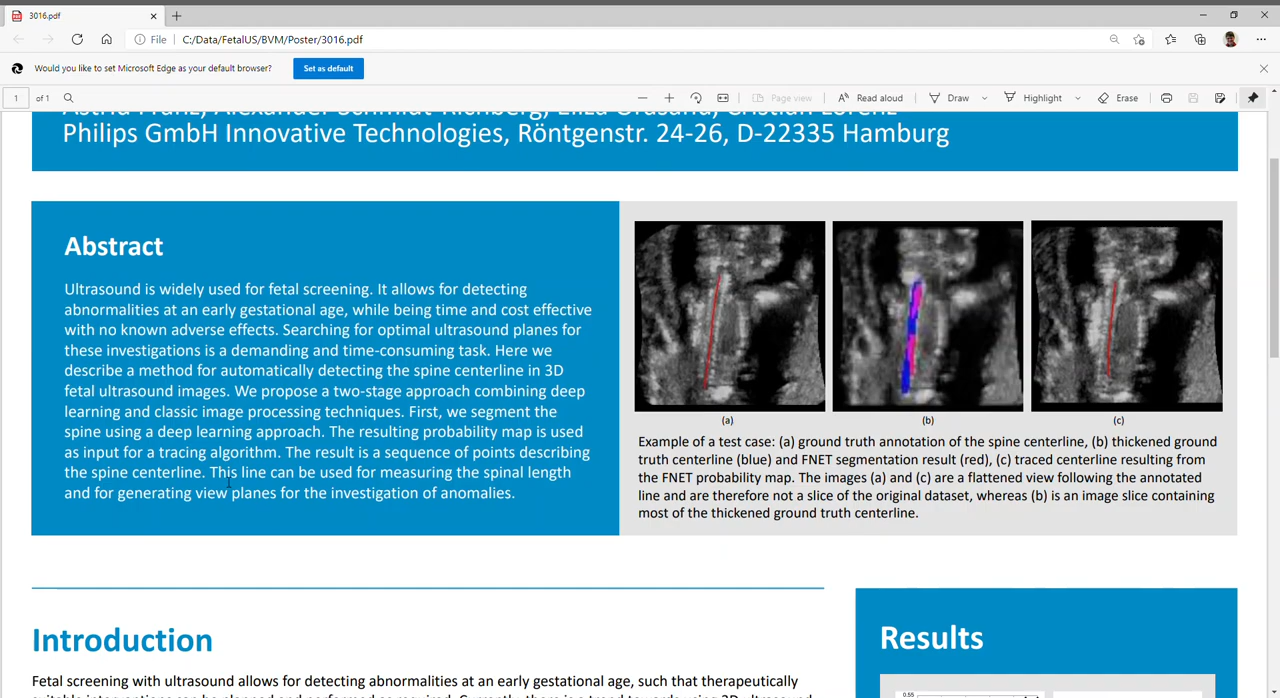 3016.pdf
File C:/Data/FetalUS/BVM/Poster/3016.pdf
Would you like to set Microsoft Edge as your default browser? Set as default
1 of 1 Page view Read aloud Draw Highlight Erase
Astrid Franz, Alexander Schmidt-Richberg, Eliza Orasanu, Cristian Lorenz
Philips GmbH Innovative Technologies, Röntgenstr. 24-26, D-22335 Hamburg
Abstract
Ultrasound is widely used for fetal screening. It allows for detecting
abnormalities at an early gestational age, while being time and cost effective
with no known adverse effects. Searching for optimal ultrasound planes for
these investigations is a demanding and time-consuming task. Here we
describe a method for automatically detecting the spine centerline in 3D
fetal ultrasound images. We propose a two-stage approach combining deep
learning and classic image processing techniques. First, we segment the
spine using a deep learning approach. The resulting probability map is used
as input for a tracing algorithm. The result is a sequence of points describing
the spine centerline. This line can be used for measuring the spinal length
and for generating view planes for the investigation of anomalies.
(a) (b) (c)
Example of a test case: (a) ground truth annotation of the spine centerline, (b) thickened ground
truth centerline (blue) and FNET segmentation result (red), (c) traced centerline resulting from
the FNET probability map. The images (a) and (c) are a flattened view following the annotated
line and are therefore not a slice of the original dataset, whereas (b) is an image slice containing
most of the thickened ground truth centerline.
Introduction
Fetal screening with ultrasound allows for detecting abnormalities at an early gestational age, such that therapeutically
Results
0.55